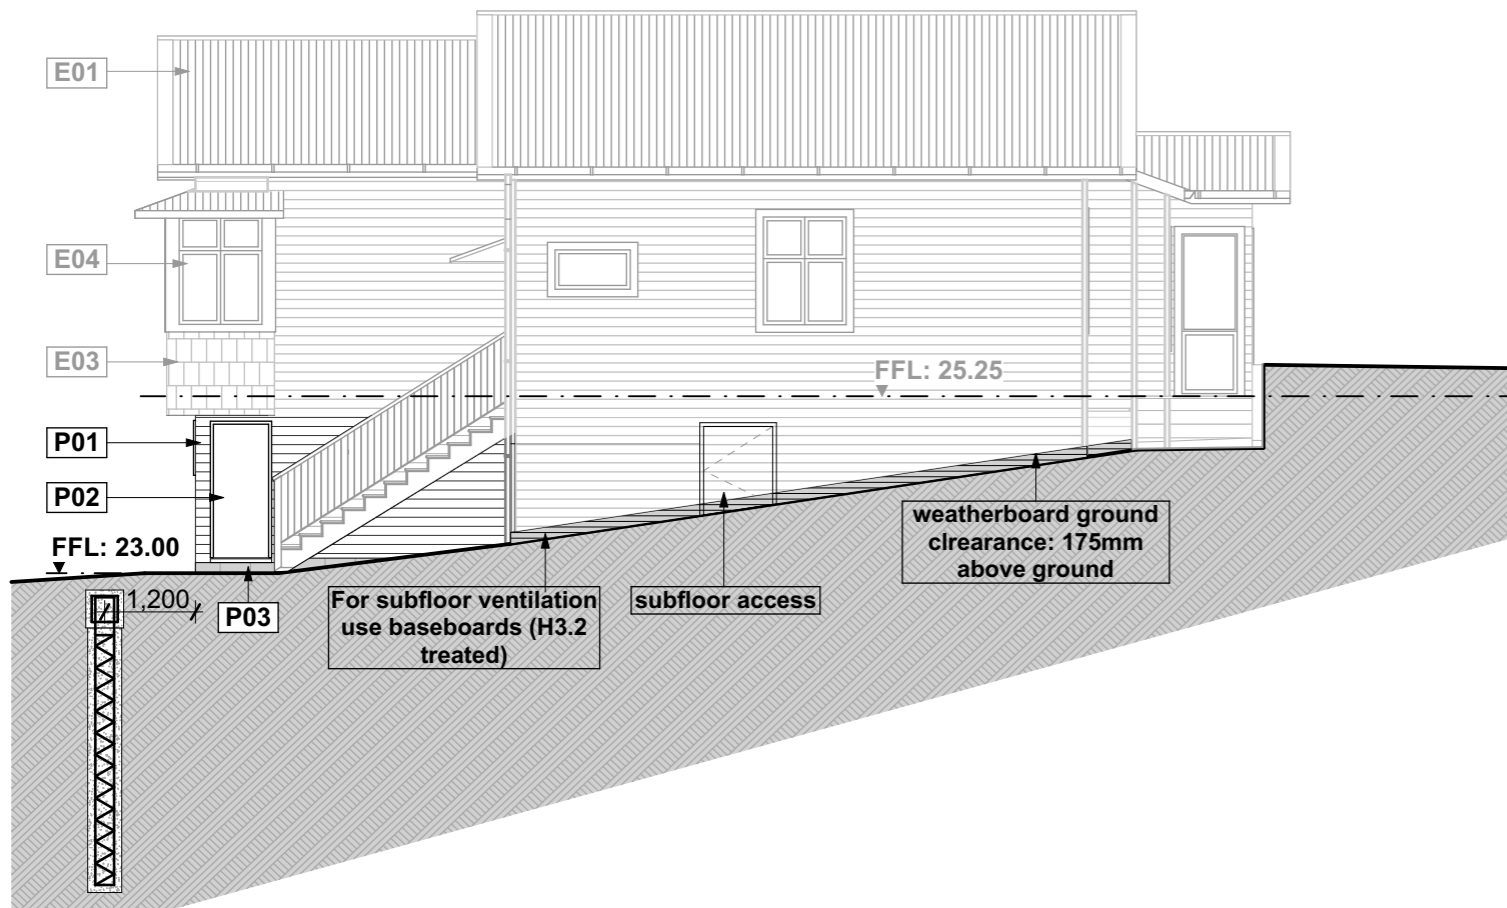 E01
E04
E03
FFL: 25.25
P01
P02
FFL: 23.00
1,200
P03
For subfloor ventilation
use baseboards (H3.2
treated)
subfloor access
weatherboard ground
clrearance: 175mm
above ground